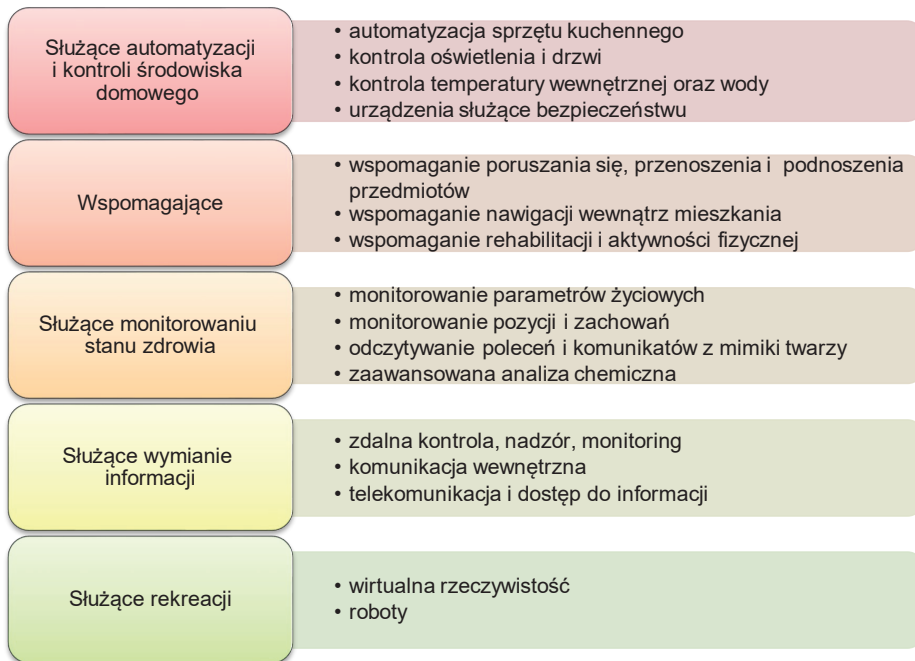 Służące automatyzacji
i kontroli środowiska
domowego
• automatyzacja sprzętu kuchennego
• kontrola oświetlenia i drzwi
• kontrola temperatury wewnętrznej oraz wody
• urządzenia służące bezpieczeństwu
Wspomagające
• wspomaganie poruszania się, przenoszenia i podnoszenia
przedmiotów
• wspomaganie nawigacji wewnątrz mieszkania
• wspomaganie rehabilitacji i aktywności fizycznej
Służące monitorowaniu
stanu zdrowia
• monitorowanie parametrów życiowych
• monitorowanie pozycji i zachowań
• odczytywanie poleceń i komunikatów z mimiki twarzy
• zaawansowana analiza chemiczna
Służące wymianie
informacji
• zdalna kontrola, nadzór, monitoring
• komunikacja wewnętrzna
• telekomunikacja i dostęp do informacji
Służące rekreacji
• wirtualna rzeczywistość
• roboty